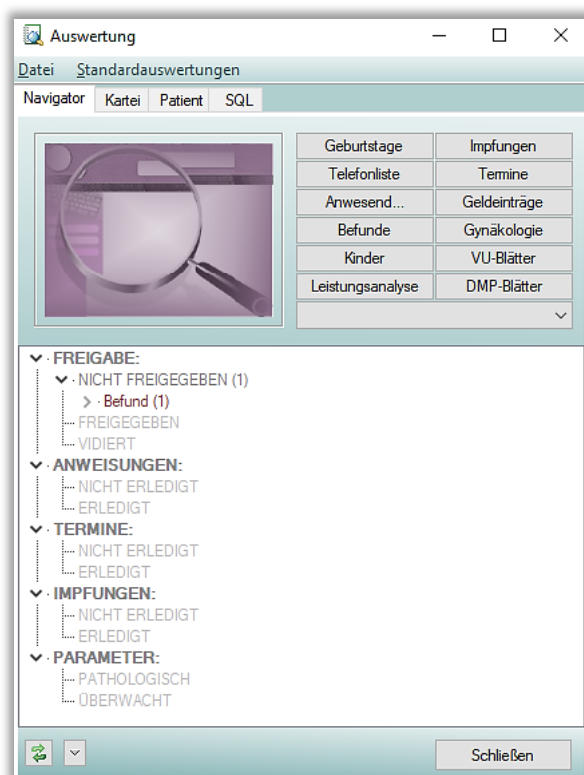 Auswertung
Datei Standardauswertungen
Navigator Kartei Patient SQL
Geburtstage Impfungen
Telefonliste Termine
Anwesend... Geldeinträge
Befunde Gynäkologie
Kinder VU-Blätter
Leistungsanalyse DMP-Blätter
FREIGABE:
NICHT FREIGEGEBEN (1)
Befund (1)
FREIGEGEBEN
VIDIERT
ANWEISUNGEN:
NICHT ERLEDIGT
ERLEDIGT
TERMINE:
NICHT ERLEDIGT
ERLEDIGT
IMPFUNGEN:
NICHT ERLEDIGT
ERLEDIGT
PARAMETER:
PATHOLOGISCH
ÜBERWACHT
Schließen